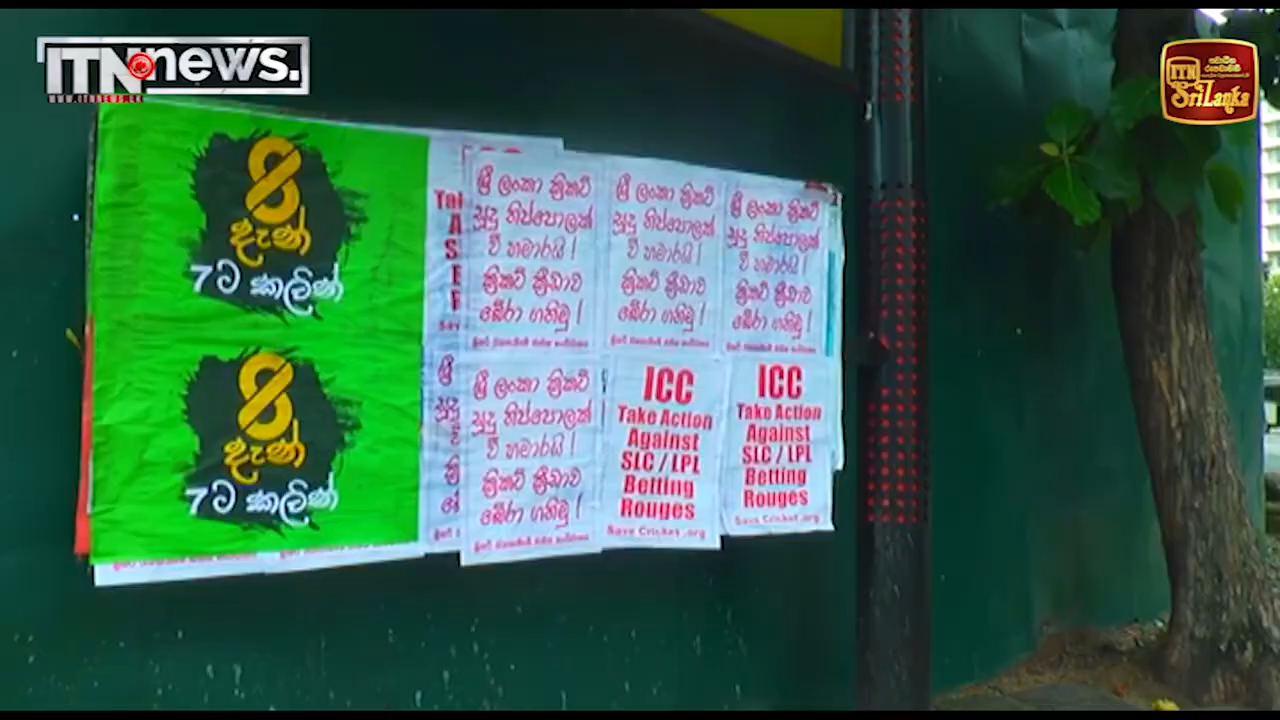 ITN news.
WWW.ITNNEWS.LK
ITN
Sri Lanka
8
දැන්
7ට කලින්
8
දැන්
7ට කලින්
ශ්‍රී ලංකා ක්‍රිකට්
සූදු තිප්පොලක්
වී හමාරයි !
ක්‍රිකට් ක්‍රීඩාව
බේරා ගනිමු !
ශ්‍රී ලංකා ක්‍රිකට්
සූදු තිප්පොලක්
වී හමාරයි !
ක්‍රිකට් ක්‍රීඩාව
බේරා ගනිමු !
ශ්‍රී ලංකා ක්‍රිකට්
සූදු තිප්පොලක්
වී හමාරයි !
ක්‍රිකට් ක්‍රීඩාව
බේරා ගනිමු !
ශ්‍රී ලංකා ක්‍රිකට්
සූදු තිප්පොලක්
වී හමාරයි !
ක්‍රිකට් ක්‍රීඩාව
බේරා ගනිමු !
ICC
Take Action
Against
SLC / LPL
Betting
Rouges
Save Cricket .org
ICC
Take Action
Against
SLC / LPL
Betting
Rouges
Save Cricket .org